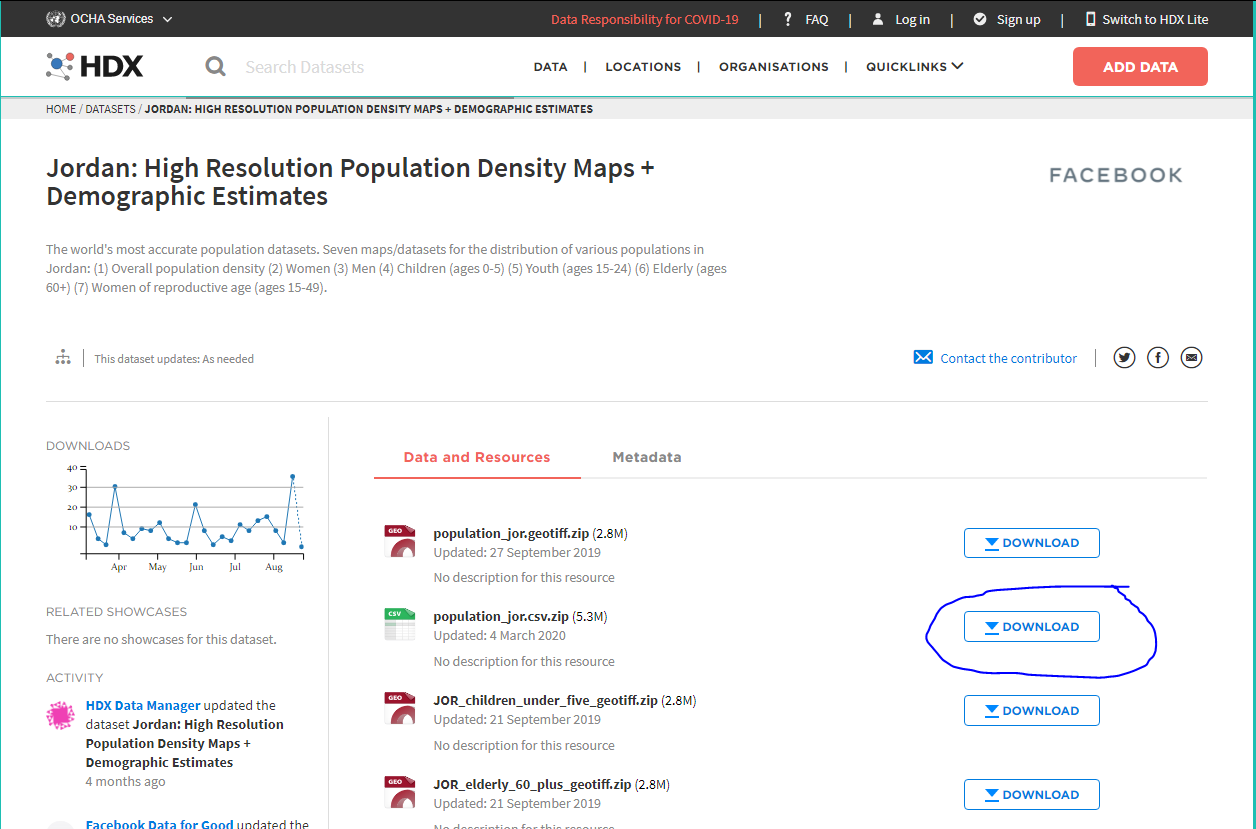 OCHA Services
Data Responsibility for COVID-19 | ? FAQ | Log in | Sign up | Switch to HDX Lite
HDX
Search Datasets
DATA | LOCATIONS | ORGANISATIONS | QUICKLINKS
ADD DATA
HOME / DATASETS / JORDAN: HIGH RESOLUTION POPULATION DENSITY MAPS + DEMOGRAPHIC ESTIMATES
Jordan: High Resolution Population Density Maps +
Demographic Estimates
FACEBOOK
The world's most accurate population datasets. Seven maps/datasets for the distribution of various populations in
Jordan: (1) Overall population density (2) Women (3) Men (4) Children (ages 0-5) (5) Youth (ages 15-24) (6) Elderly (ages
60+) (7) Women of reproductive age (ages 15-49).
This dataset updates: As needed
Contact the contributor
DOWNLOADS
40
30
20
10
Apr May Jun Jul Aug
RELATED SHOWCASES
There are no showcases for this dataset.
ACTIVITY
HDX Data Manager updated the
dataset Jordan: High Resolution
Population Density Maps +
Demographic Estimates
4 months ago
Facebook Data for Good updated the
Data and Resources
Metadata
GEO
population_jor.geotiff.zip (2.8M)
Updated: 27 September 2019
No description for this resource
DOWNLOAD
CSV
population_jor.csv.zip (5.3M)
Updated: 4 March 2020
No description for this resource
DOWNLOAD
GEO
JOR_children_under_five_geotiff.zip (2.8M)
Updated: 21 September 2019
No description for this resource
DOWNLOAD
GEO
JOR_elderly_60_plus_geotiff.zip (2.8M)
Updated: 21 September 2019
No description for this resource
DOWNLOAD